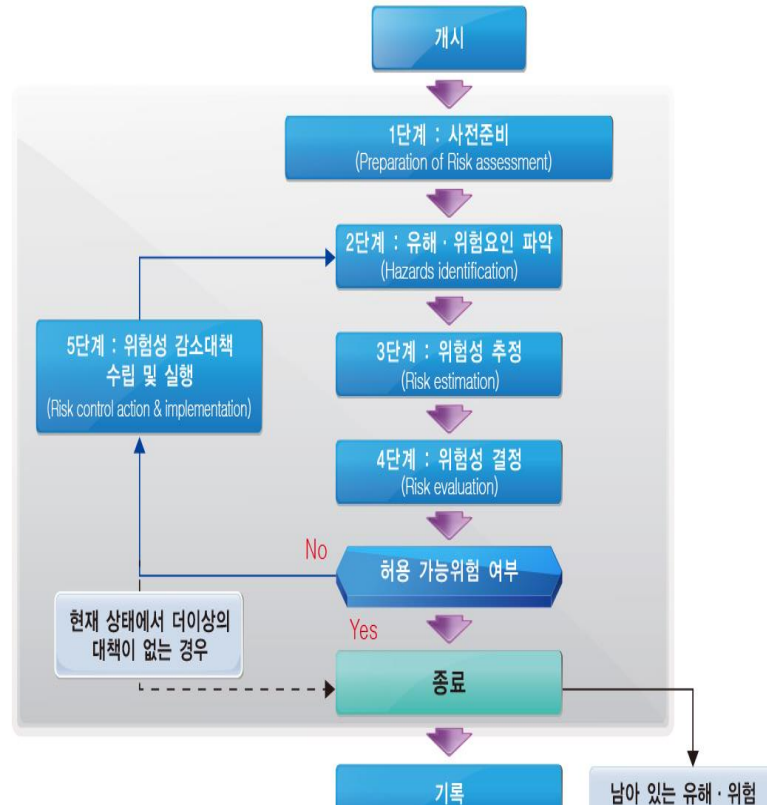 개시
1단계 : 사전준비
(Preparation of Risk assessment)
2단계 : 유해 · 위험요인 파악
(Hazards identification)
5단계 : 위험성 감소대책
수립 및 실행
(Risk control action & implementation)
3단계 : 위험성 추정
(Risk estimation)
4단계 : 위험성 결정
(Risk evaluation)
No
허용 가능위험 여부
현재 상태에서 더이상의
대책이 없는 경우
Yes
종료
기록
남아 있는 유해 · 위험